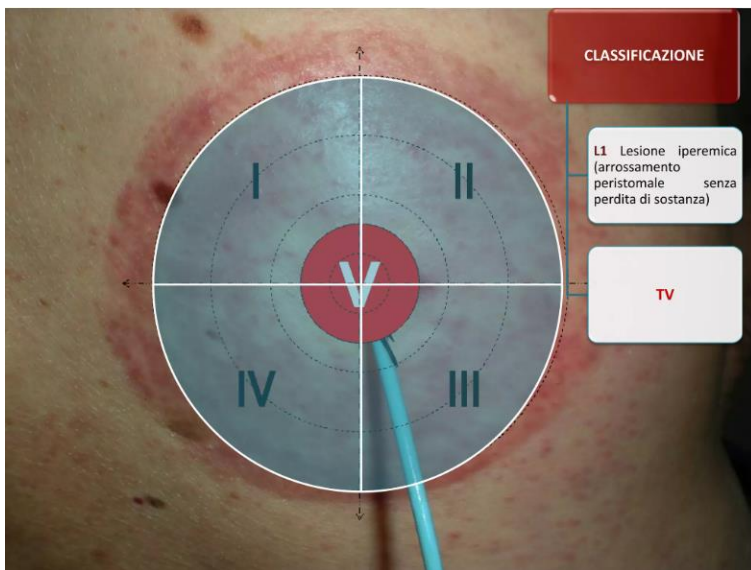 CLASSIFICAZIONE
L1 Lesione iperemica
(arrossamento
peristomale senza
perdita di sostanza)
I
II
V
TV
IV
III